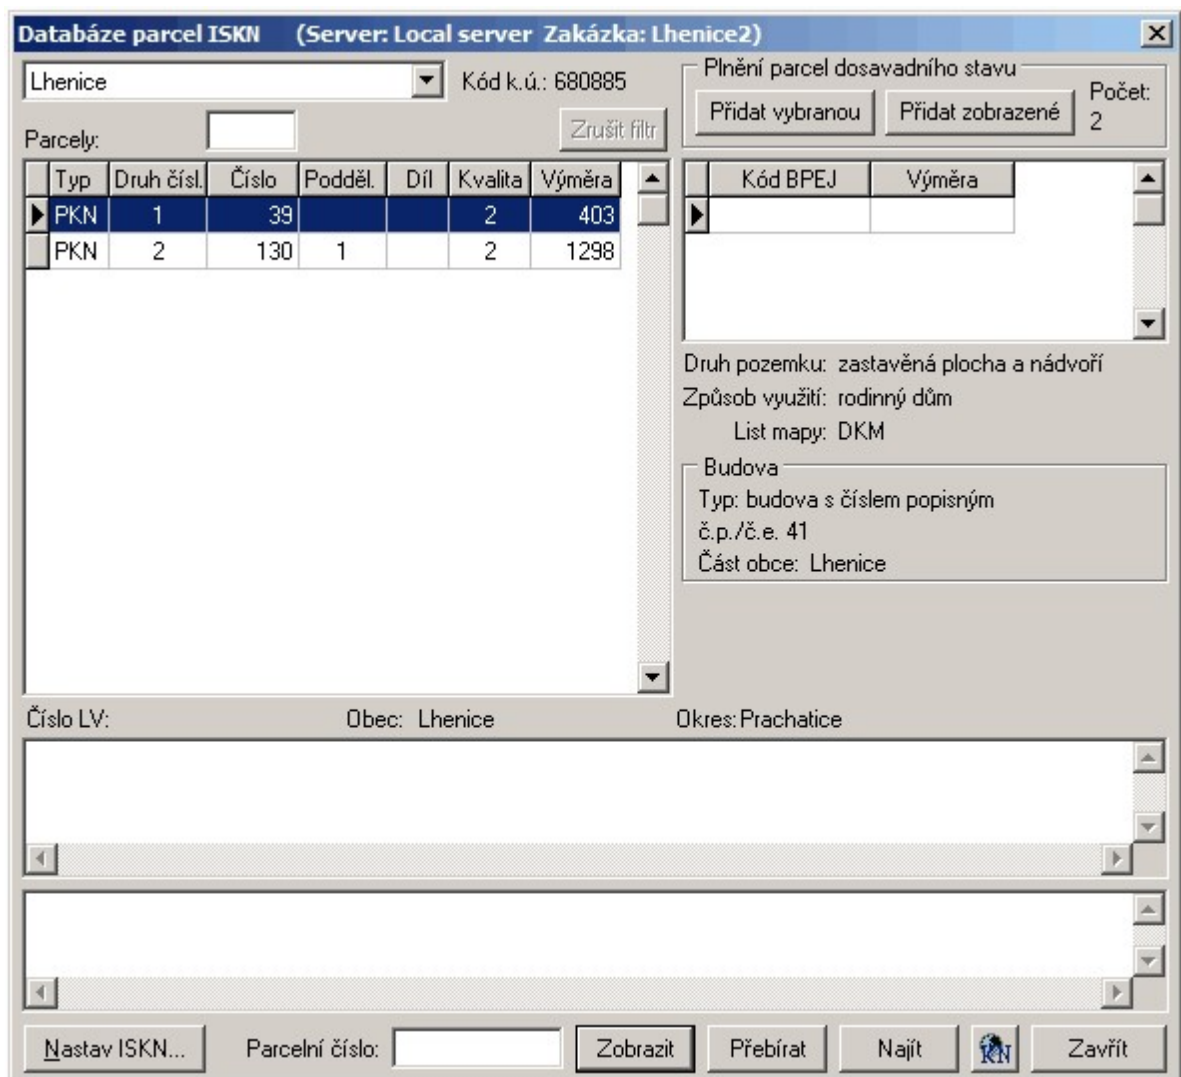 Databáze parcel ISKN (Server: Local server Zakázka: Lhenice2)
Lhenice Kód k.ú.: 680885
Parcely: Zrušit filtr
Plnění parcel dosavadního stavu
Přidat vybranou Přidat zobrazené Počet: 2
Typ Druh čísl. Číslo Podděl. Díl Kvalita Výměra
PKN 1 39 2 403
PKN 2 130 1 2 1298
Kód BPEJ Výměra
Druh pozemku: zastavěná plocha a nádvoří
Způsob využití: rodinný dům
List mapy: DKM
Budova
Typ: budova s číslem popisným
č.p./č.e. 41
Část obce: Lhenice
Číslo LV: Obec: Lhenice Okres: Prachatice
Nastav ISKN... Parcelní číslo: Zobrazit Přebírat Najít KN Zavřít